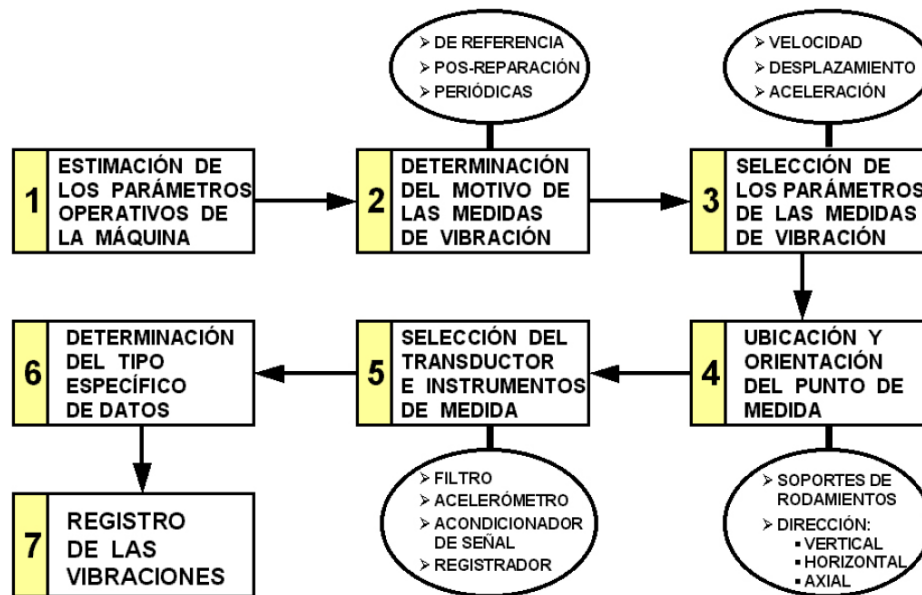 ➢ DE REFERENCIA
➢ POS-REPARACIÓN
➢ PERIÓDICAS
➢ VELOCIDAD
➢ DESPLAZAMIENTO
➢ ACELERACIÓN
1
ESTIMACIÓN DE
LOS PARÁMETROS
OPERATIVOS DE
LA MÁQUINA
2
DETERMINACIÓN
DEL MOTIVO DE
LAS MEDIDAS
DE VIBRACIÓN
3
SELECCIÓN DE
LOS PARÁMETROS
DE LAS MEDIDAS
DE VIBRACIÓN
4
UBICACIÓN Y
ORIENTACIÓN
DEL PUNTO DE
MEDIDA
➢ SOPORTES DE
RODAMIENTOS
➢ DIRECCIÓN:
▪ VERTICAL
▪ HORIZONTAL
▪ AXIAL
5
SELECCIÓN DEL
TRANSDUCTOR
E INSTRUMENTOS
DE MEDIDA
➢ FILTRO
➢ ACELERÓMETRO
➢ ACONDICIONADOR
DE SEÑAL
➢ REGISTRADOR
6
DETERMINACIÓN
DEL TIPO
ESPECÍFICO
DE DATOS
7
REGISTRO
DE LAS
VIBRACIONES